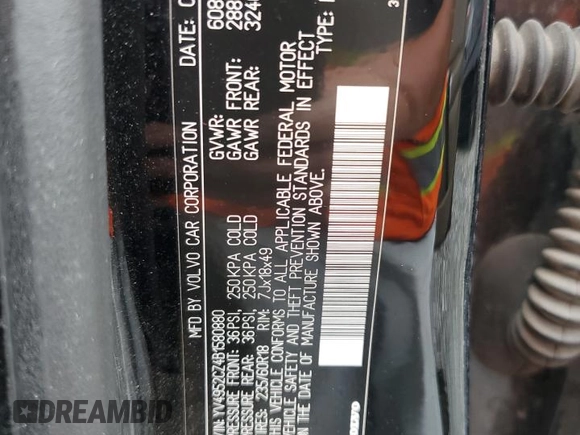 MFD BY VOLVO CAR CORPORATION
DATE:
GVWR: 608
GAWR FRONT: 288
GAWR REAR: 324
VIN: YV4952CZ4B1580880
PRESSURE FRONT: 36PSI, 250KPA COLD
PRESSURE REAR: 36PSI, 250KPA COLD
TIRES: 235/60R18 RIM: 7Jx18x49
THIS VEHICLE CONFORMS TO ALL APPLICABLE FEDERAL MOTOR
VEHICLE SAFETY AND THEFT PREVENTION STANDARDS IN EFFECT
ON THE DATE OF MANUFACTURE SHOWN ABOVE.
TYPE:
VOLVO
3
DREAMBID